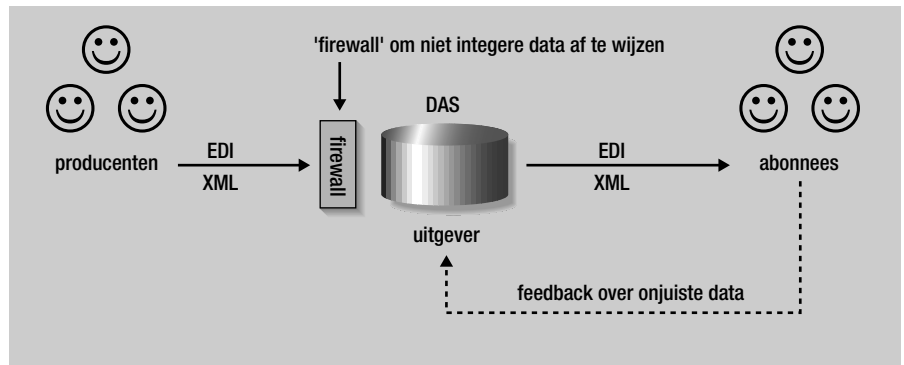 'firewall' om niet integere data af te wijzen
DAS
producenten
EDI
XML
firewall
EDI
XML
abonnees
uitgever
feedback over onjuiste data